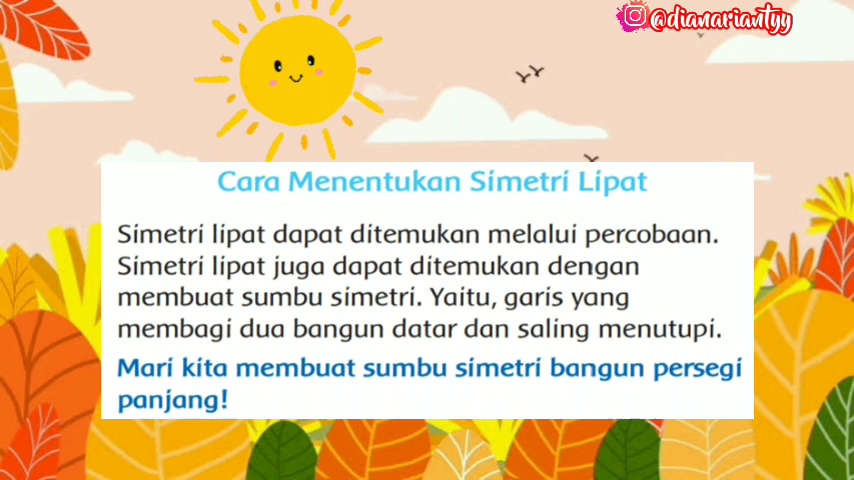 @dianariantyy
Cara Menentukan Simetri Lipat
Simetri lipat dapat ditemukan melalui percobaan.
Simetri lipat juga dapat ditemukan dengan
membuat sumbu simetri. Yaitu, garis yang
membagi dua bangun datar dan saling menutupi.
Mari kita membuat sumbu simetri bangun persegi
panjang!